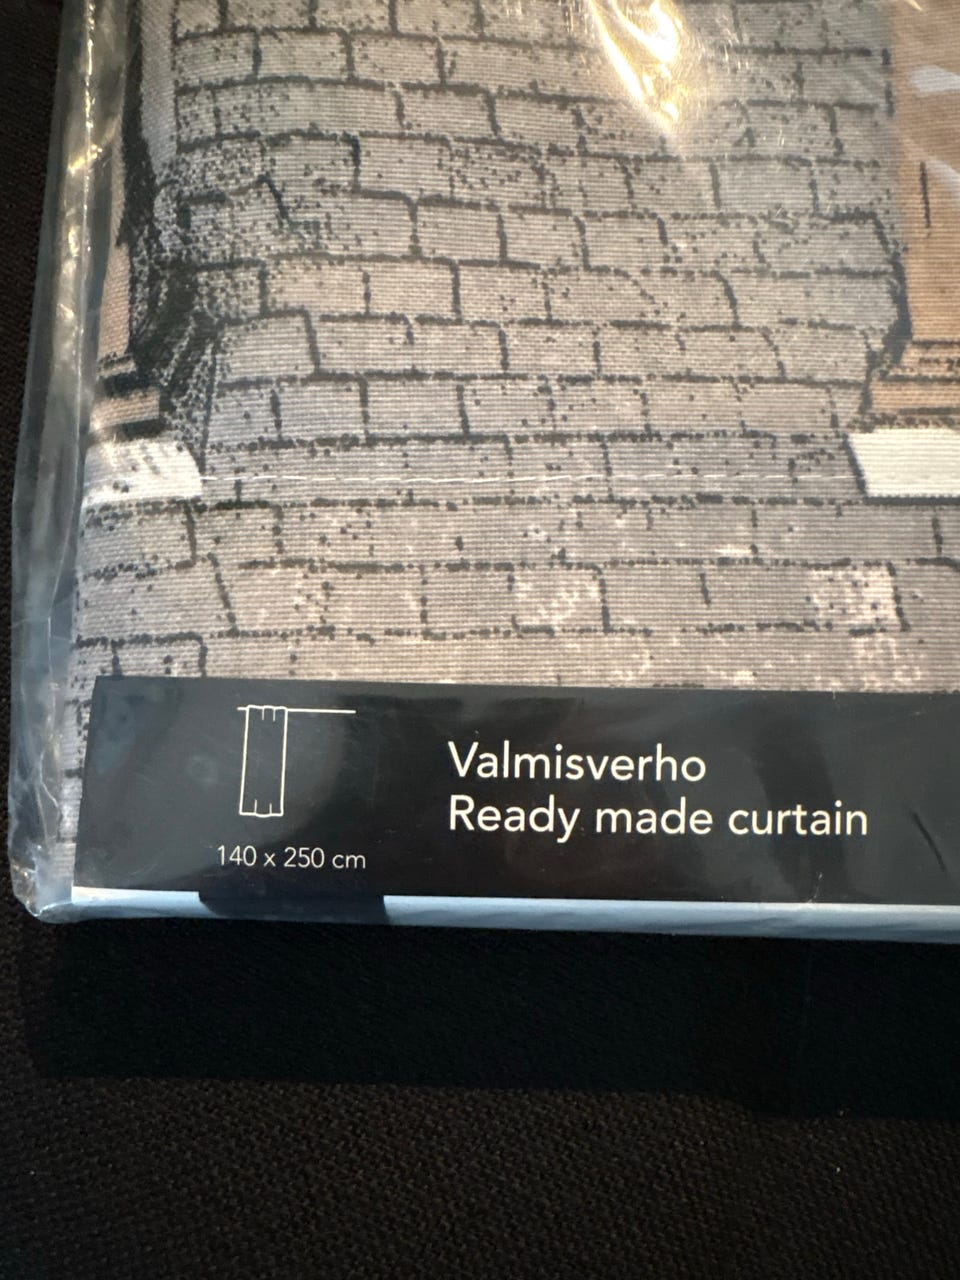 Valmisverho
Ready made curtain
140 x 250 cm